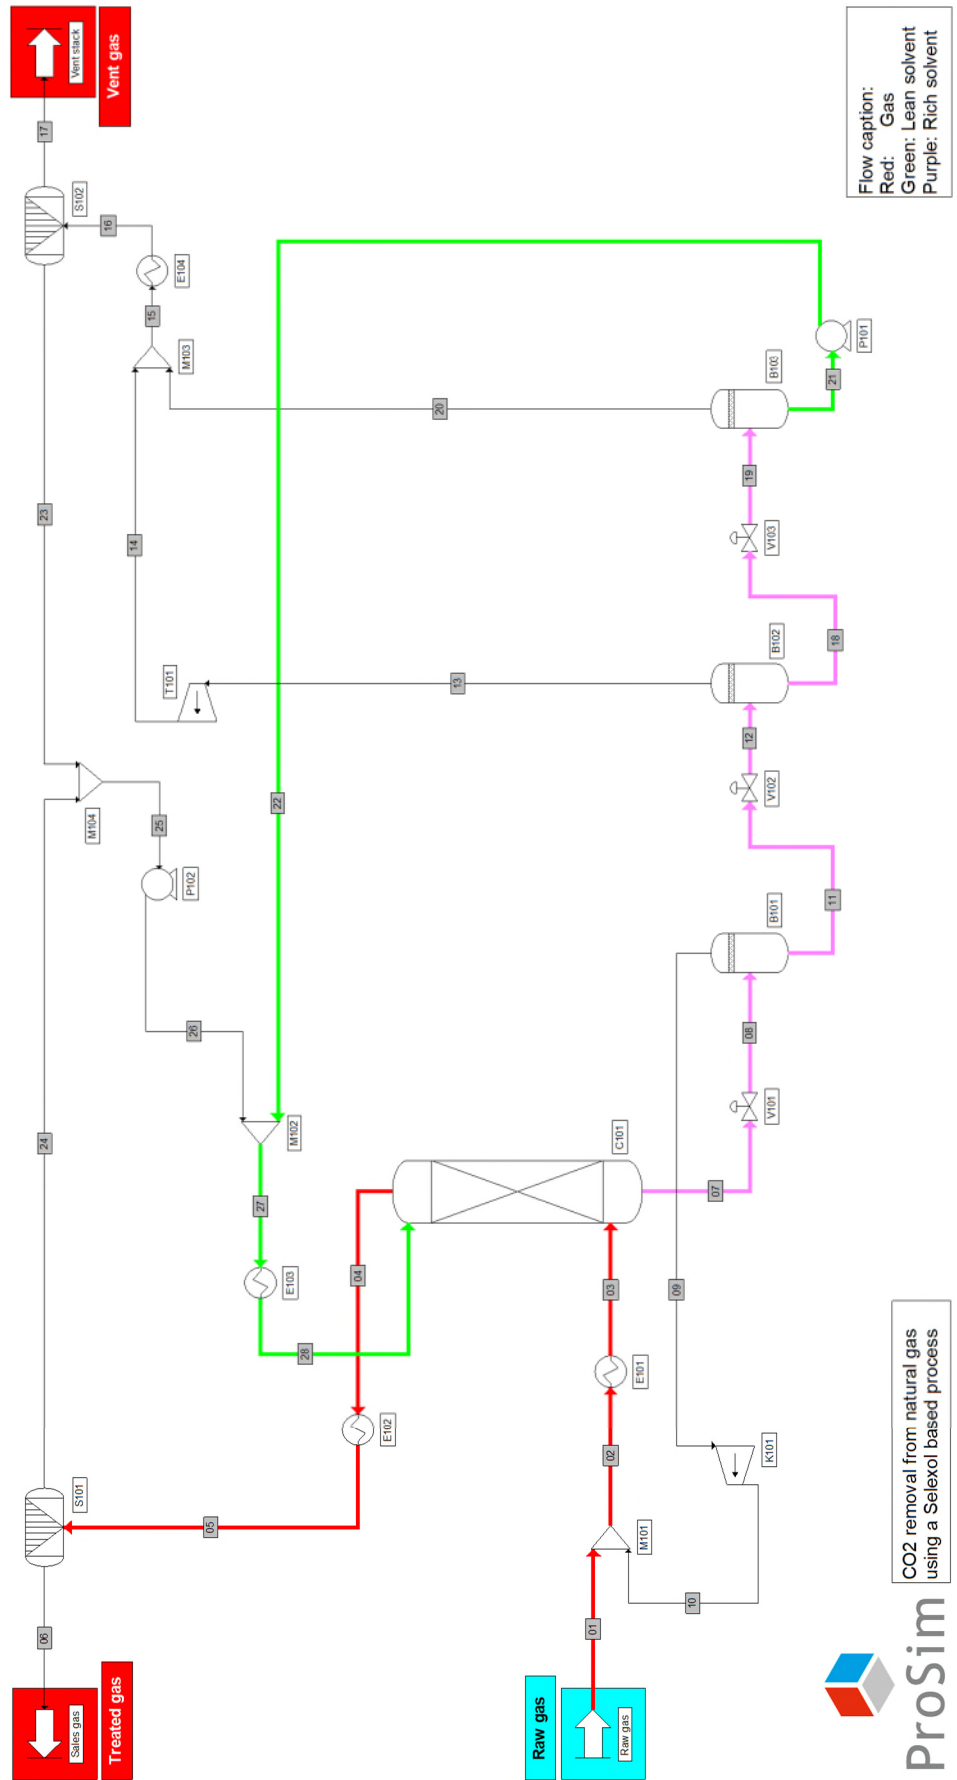 06
24
23
17
Sales gas
S101
S102
Vent stack
Treated gas
M104
16
Vent gas
14
15
25
T101
E104
P102
M103
26
05
27
22
E103
M102
28
04
E102
20
13
Raw gas
01
02
03
Raw gas
M101
E101
C101
09
10
07
08
12
19
K101
V101
B101
V102
B102
V103
B103
11
18
21
P101
Flow caption:
Red: Gas
Green: Lean solvent
Purple: Rich solvent
ProSim
CO2 removal from natural gas
using a Selexol based process